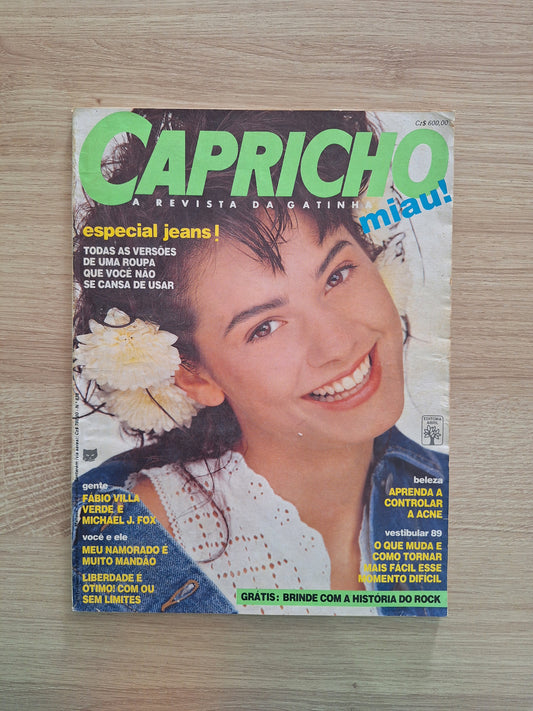 Cz$ 600,00
CAPRICHO
A REVISTA DA GATINHA
miau!
especial jeans!
TODAS AS VERSÕES
DE UMA ROUPA
QUE VOCÊ NÃO
SE CANSA DE USAR
EDITORA
ABRIL
gente
FÁBIO VILLA
VERDE E
MICHAEL J. FOX
você e ele
MEU NAMORADO É
MUITO MANDÃO
LIBERDADE É
ÓTIMO! COM OU
SEM LIMITES
beleza
APRENDA A
CONTROLAR
A ACNE
vestibular 89
O QUE MUDA E
COMO TORNAR
MAIS FÁCIL ESSE
MOMENTO DIFÍCIL
GRÁTIS: BRINDE COM A HISTÓRIA DO ROCK